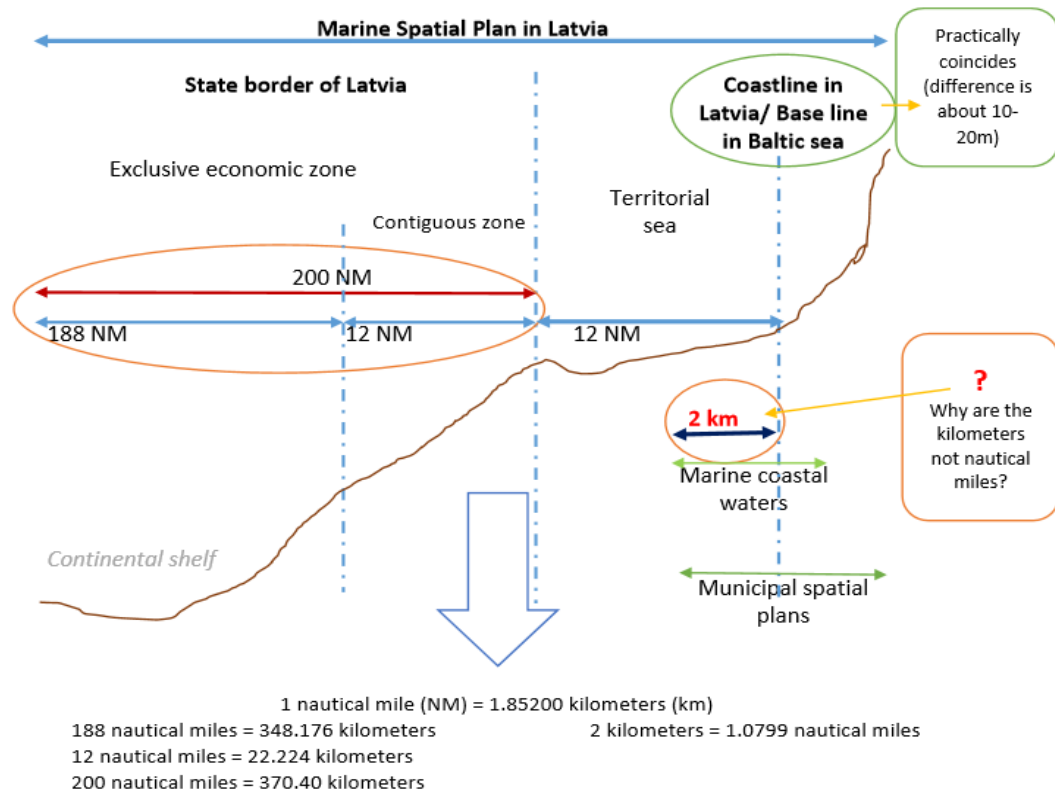 Marine Spatial Plan in Latvia
Practically
coincides
(difference is
about 10-
20m)
State border of Latvia
Coastline in
Latvia/ Base line
in Baltic sea
Exclusive economic zone
Contiguous zone
Territorial
sea
200 NM
188 NM
12 NM
12 NM
2 km
?
Why are the
kilometers
not nautical
miles?
Marine coastal
waters
Continental shelf
Municipal spatial
plans
1 nautical mile (NM) = 1.85200 kilometers (km)
188 nautical miles = 348.176 kilometers
2 kilometers = 1.0799 nautical miles
12 nautical miles = 22.224 kilometers
200 nautical miles = 370.40 kilometers